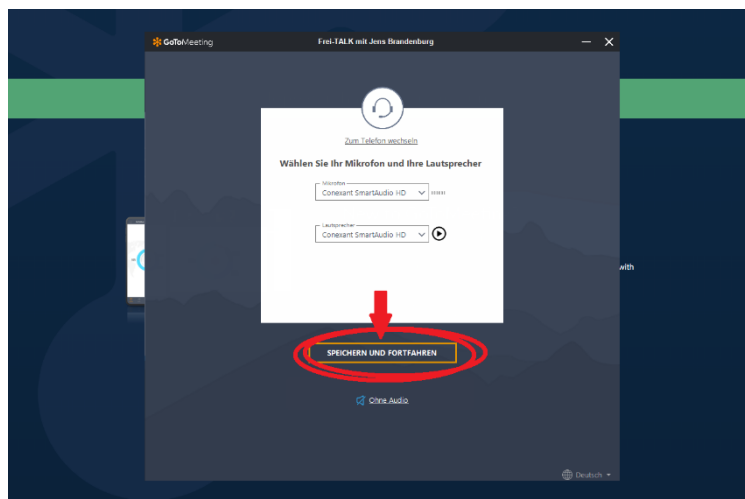 GoToMeeting
Frei-TALK mit Jens Brandenburg
Zum Telefon wechseln
Wählen Sie Ihr Mikrofon und Ihre Lautsprecher
Mikrofon
Conexant SmartAudio HD
Lautsprecher
Conexant SmartAudio HD
with
SPEICHERN UND FORTFAHREN
Ohne Audio
Deutsch